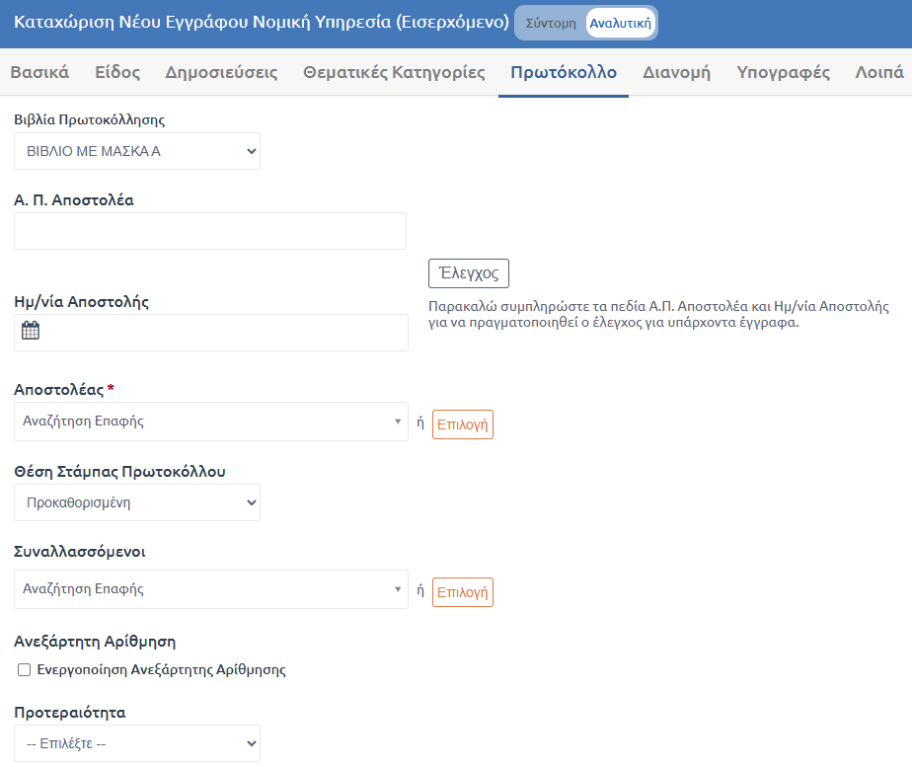 Καταχώριση Νέου Εγγράφου Νομική Υπηρεσία (Εισερχόμενο) Σύντομη Αναλυτική
Βασικά Είδος Δημοσιεύσεις Θεματικές Κατηγορίες Πρωτόκολλο Διανομή Υπογραφές Λοιπά
Βιβλία Πρωτοκόλλησης
ΒΙΒΛΙΟ ΜΕ ΜΑΣΚΑ Α
Α. Π. Αποστολέα
Έλεγχος
Ημ/νία Αποστολής
Παρακαλώ συμπληρώστε τα πεδία Α.Π. Αποστολέα και Ημ/νία Αποστολής
για να πραγματοποιηθεί ο έλεγχος για υπάρχοντα έγγραφα.
Αποστολέας *
Αναζήτηση Επαφής ή Επιλογή
Θέση Στάμπας Πρωτοκόλλου
Προκαθορισμένη
Συναλλασσόμενοι
Αναζήτηση Επαφής ή Επιλογή
Ανεξάρτητη Αρίθμηση
Ενεργοποίηση Ανεξάρτητης Αρίθμησης
Προτεραιότητα
-- Επιλέξτε --